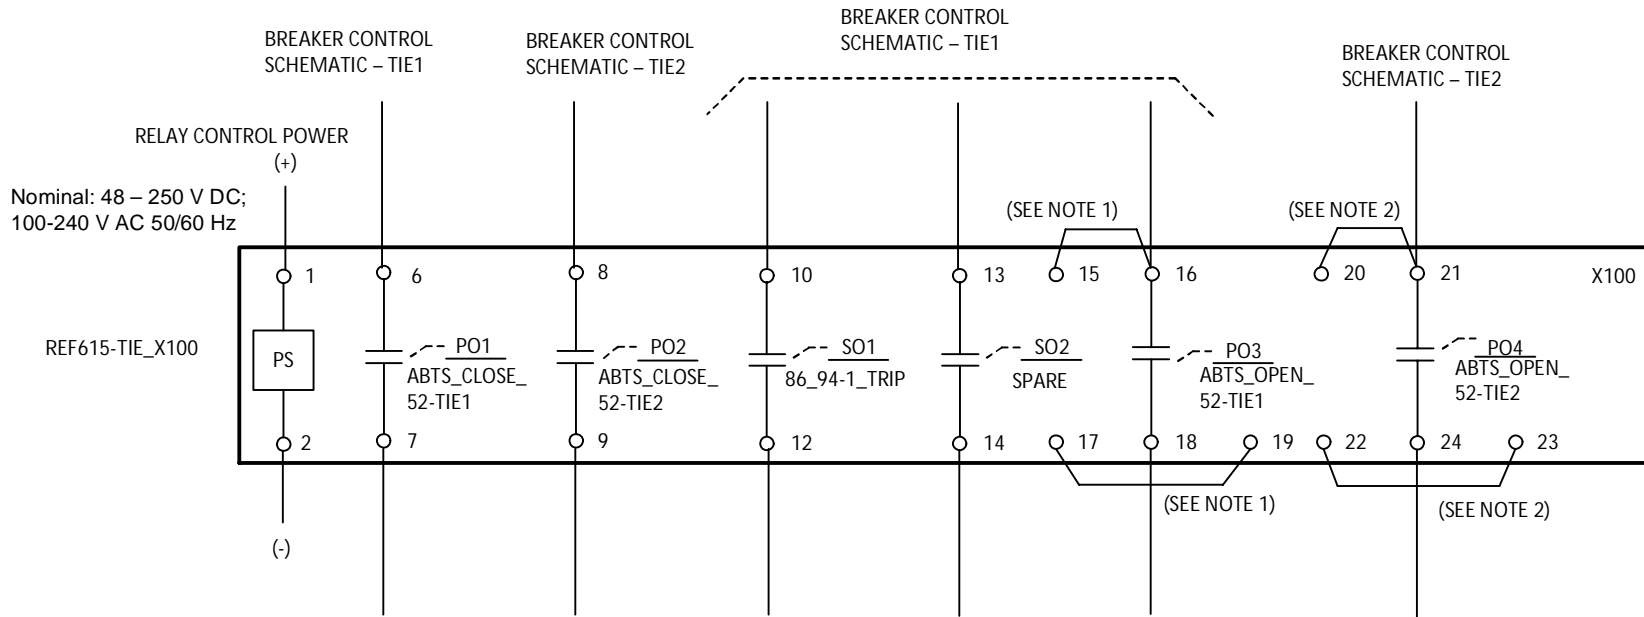 BREAKER CONTROL
SCHEMATIC – TIE1
BREAKER CONTROL
SCHEMATIC – TIE2
BREAKER CONTROL
SCHEMATIC – TIE1
BREAKER CONTROL
SCHEMATIC – TIE2
RELAY CONTROL POWER
(+)
Nominal: 48 – 250 V DC;
100-240 V AC 50/60 Hz
(SEE NOTE 1)
(SEE NOTE 2)
1
6
8
10
13
15
16
20
21
X100
REF615-TIE_X100
PS
PO1
ABTS_CLOSE_
52-TIE1
PO2
ABTS_CLOSE_
52-TIE2
SO1
86_94-1_TRIP
SO2
SPARE
PO3
ABTS_OPEN_
52-TIE1
PO4
ABTS_OPEN_
52-TIE2
2
7
9
12
14
17
18
19
22
24
23
(SEE NOTE 1)
(SEE NOTE 2)
(-)